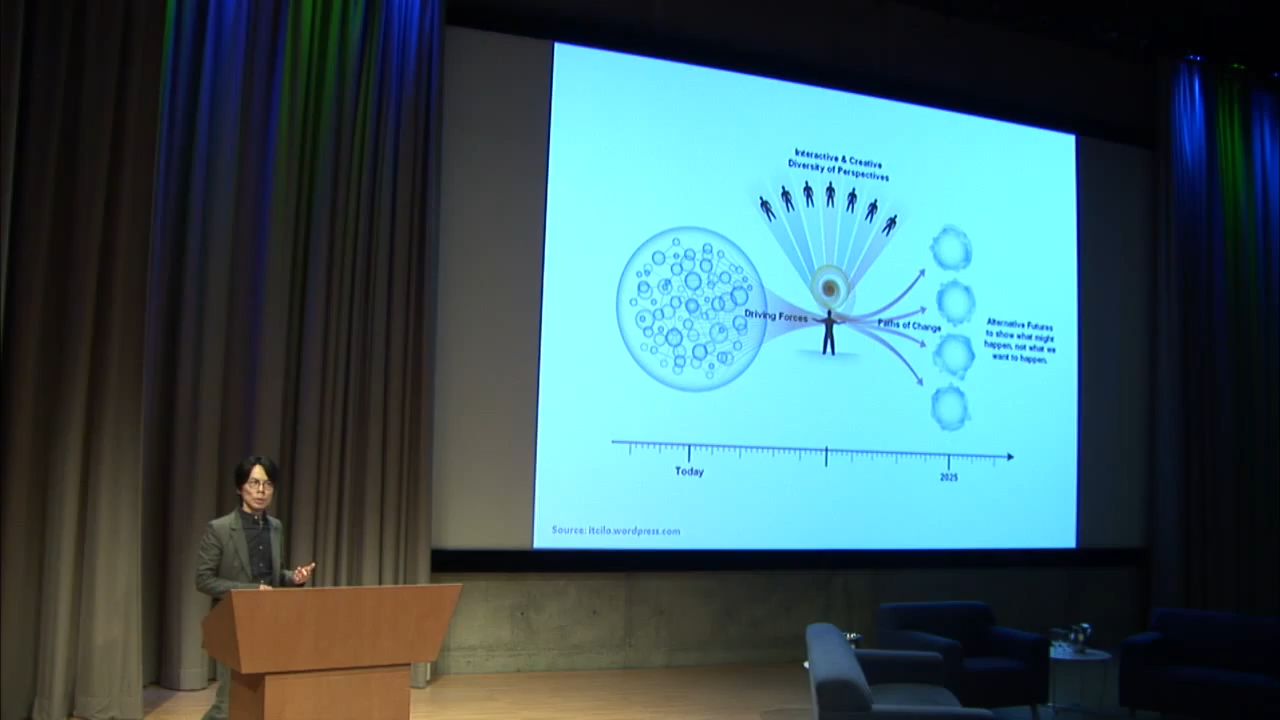 Interactive & Creative
Diversity of Perspectives
Driving Forces
Paths of Change
Alternative Futures
to show what might
happen, not what we
want to happen.
Today
2025
Source: itcilo.wordpress.com